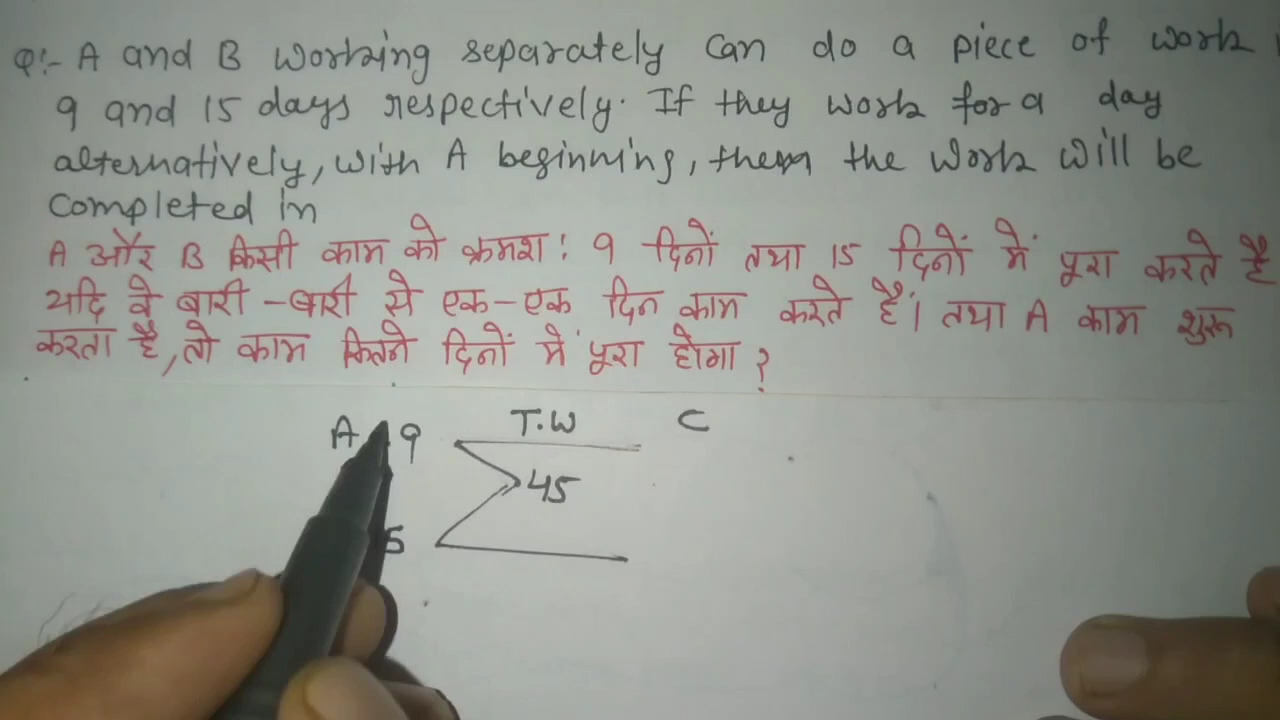 Q:- A and B working separately can do a piece of work
9 and 15 days respectively. If they work for a day
alternatively, with A beginning, them the work will be
completed in
A और B किसी काम को क्रमश: 9 दिनों तथा 15 दिनों में पूरा करते है
यदि वे बारी-बारी से एक-एक दिन काम करते हैं। तथा A काम शुरू
करता है, तो काम कितने दिनों में पूरा होगा?
T.W C
A 9
45
5